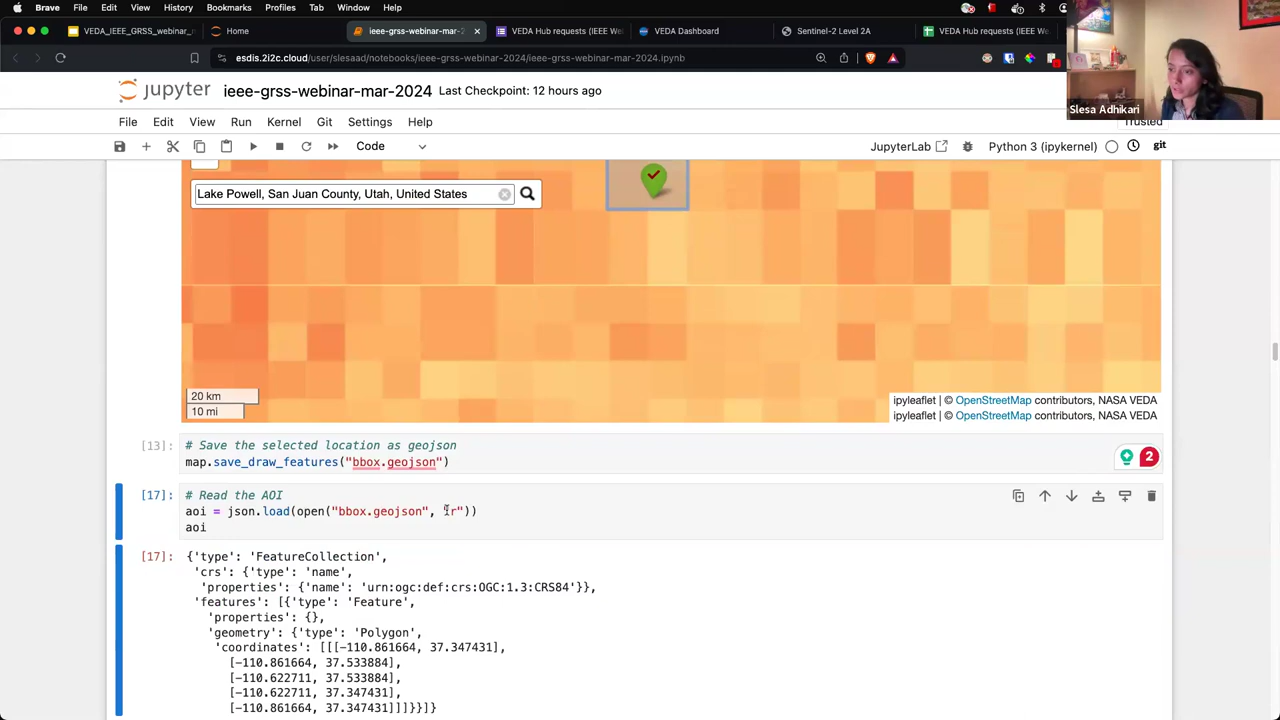 Brave File Edit View History Bookmarks Profiles Tab Window Help
VEDA_IEEE_GRSS_webinar_
Home
ieee-grss-webinar-mar-2
VEDA Hub requests (IEEE We
VEDA Dashboard
Sentinel-2 Level 2A
VEDA Hub requests (IEEE W
esdis.2i2c.cloud/user/slesaad/notebooks/ieee-grss-webinar-2024/ieee-grss-webinar-mar-2024.ipynb
jupyter ieee-grss-webinar-mar-2024 Last Checkpoint: 12 hours ago
Slesa Adhikari
File Edit View Run Kernel Git Settings Help
Trusted
Code
JupyterLab Python 3 (ipykernel) git
Lake Powell, San Juan County, Utah, United States
20 km
10 mi
ipyleaflet | © OpenStreetMap contributors, NASA VEDA
ipyleaflet | © OpenStreetMap contributors, NASA VEDA
[13]: # Save the selected location as geojson
map.save_draw_features("bbox.geojson")
2
[17]: # Read the AOI
aoi = json.load(open("bbox.geojson", "r"))
aoi
[17]: {'type': 'FeatureCollection',
'crs': {'type': 'name',
'properties': {'name': 'urn:ogc:def:crs:OGC:1.3:CRS84'}},
'features': [{'type': 'Feature',
'properties': {},
'geometry': {'type': 'Polygon',
'coordinates': [[[-110.861664, 37.347431],
[-110.861664, 37.533884],
[-110.622711, 37.533884],
[-110.622711, 37.347431],
[-110.861664, 37.347431]]]}}]}